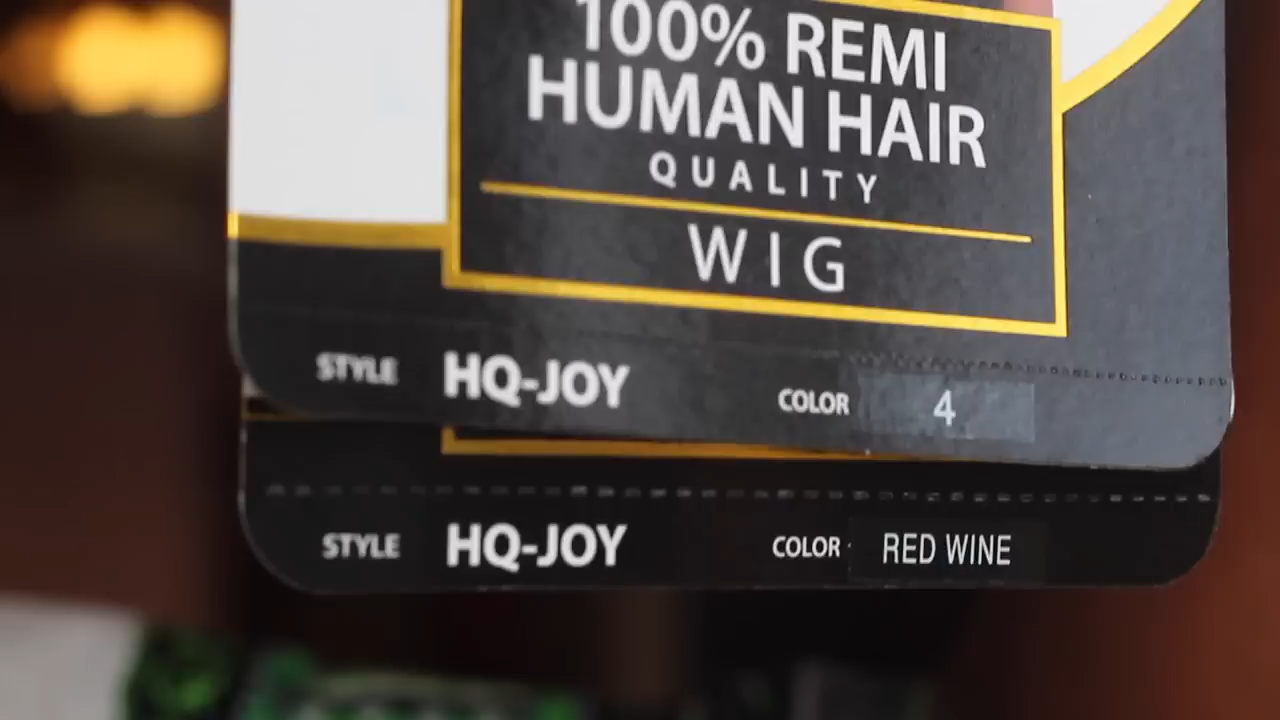 100% REMI
HUMAN HAIR
QUALITY
WIG
STYLE HQ-JOY COLOR 4
STYLE HQ-JOY COLOR RED WINE